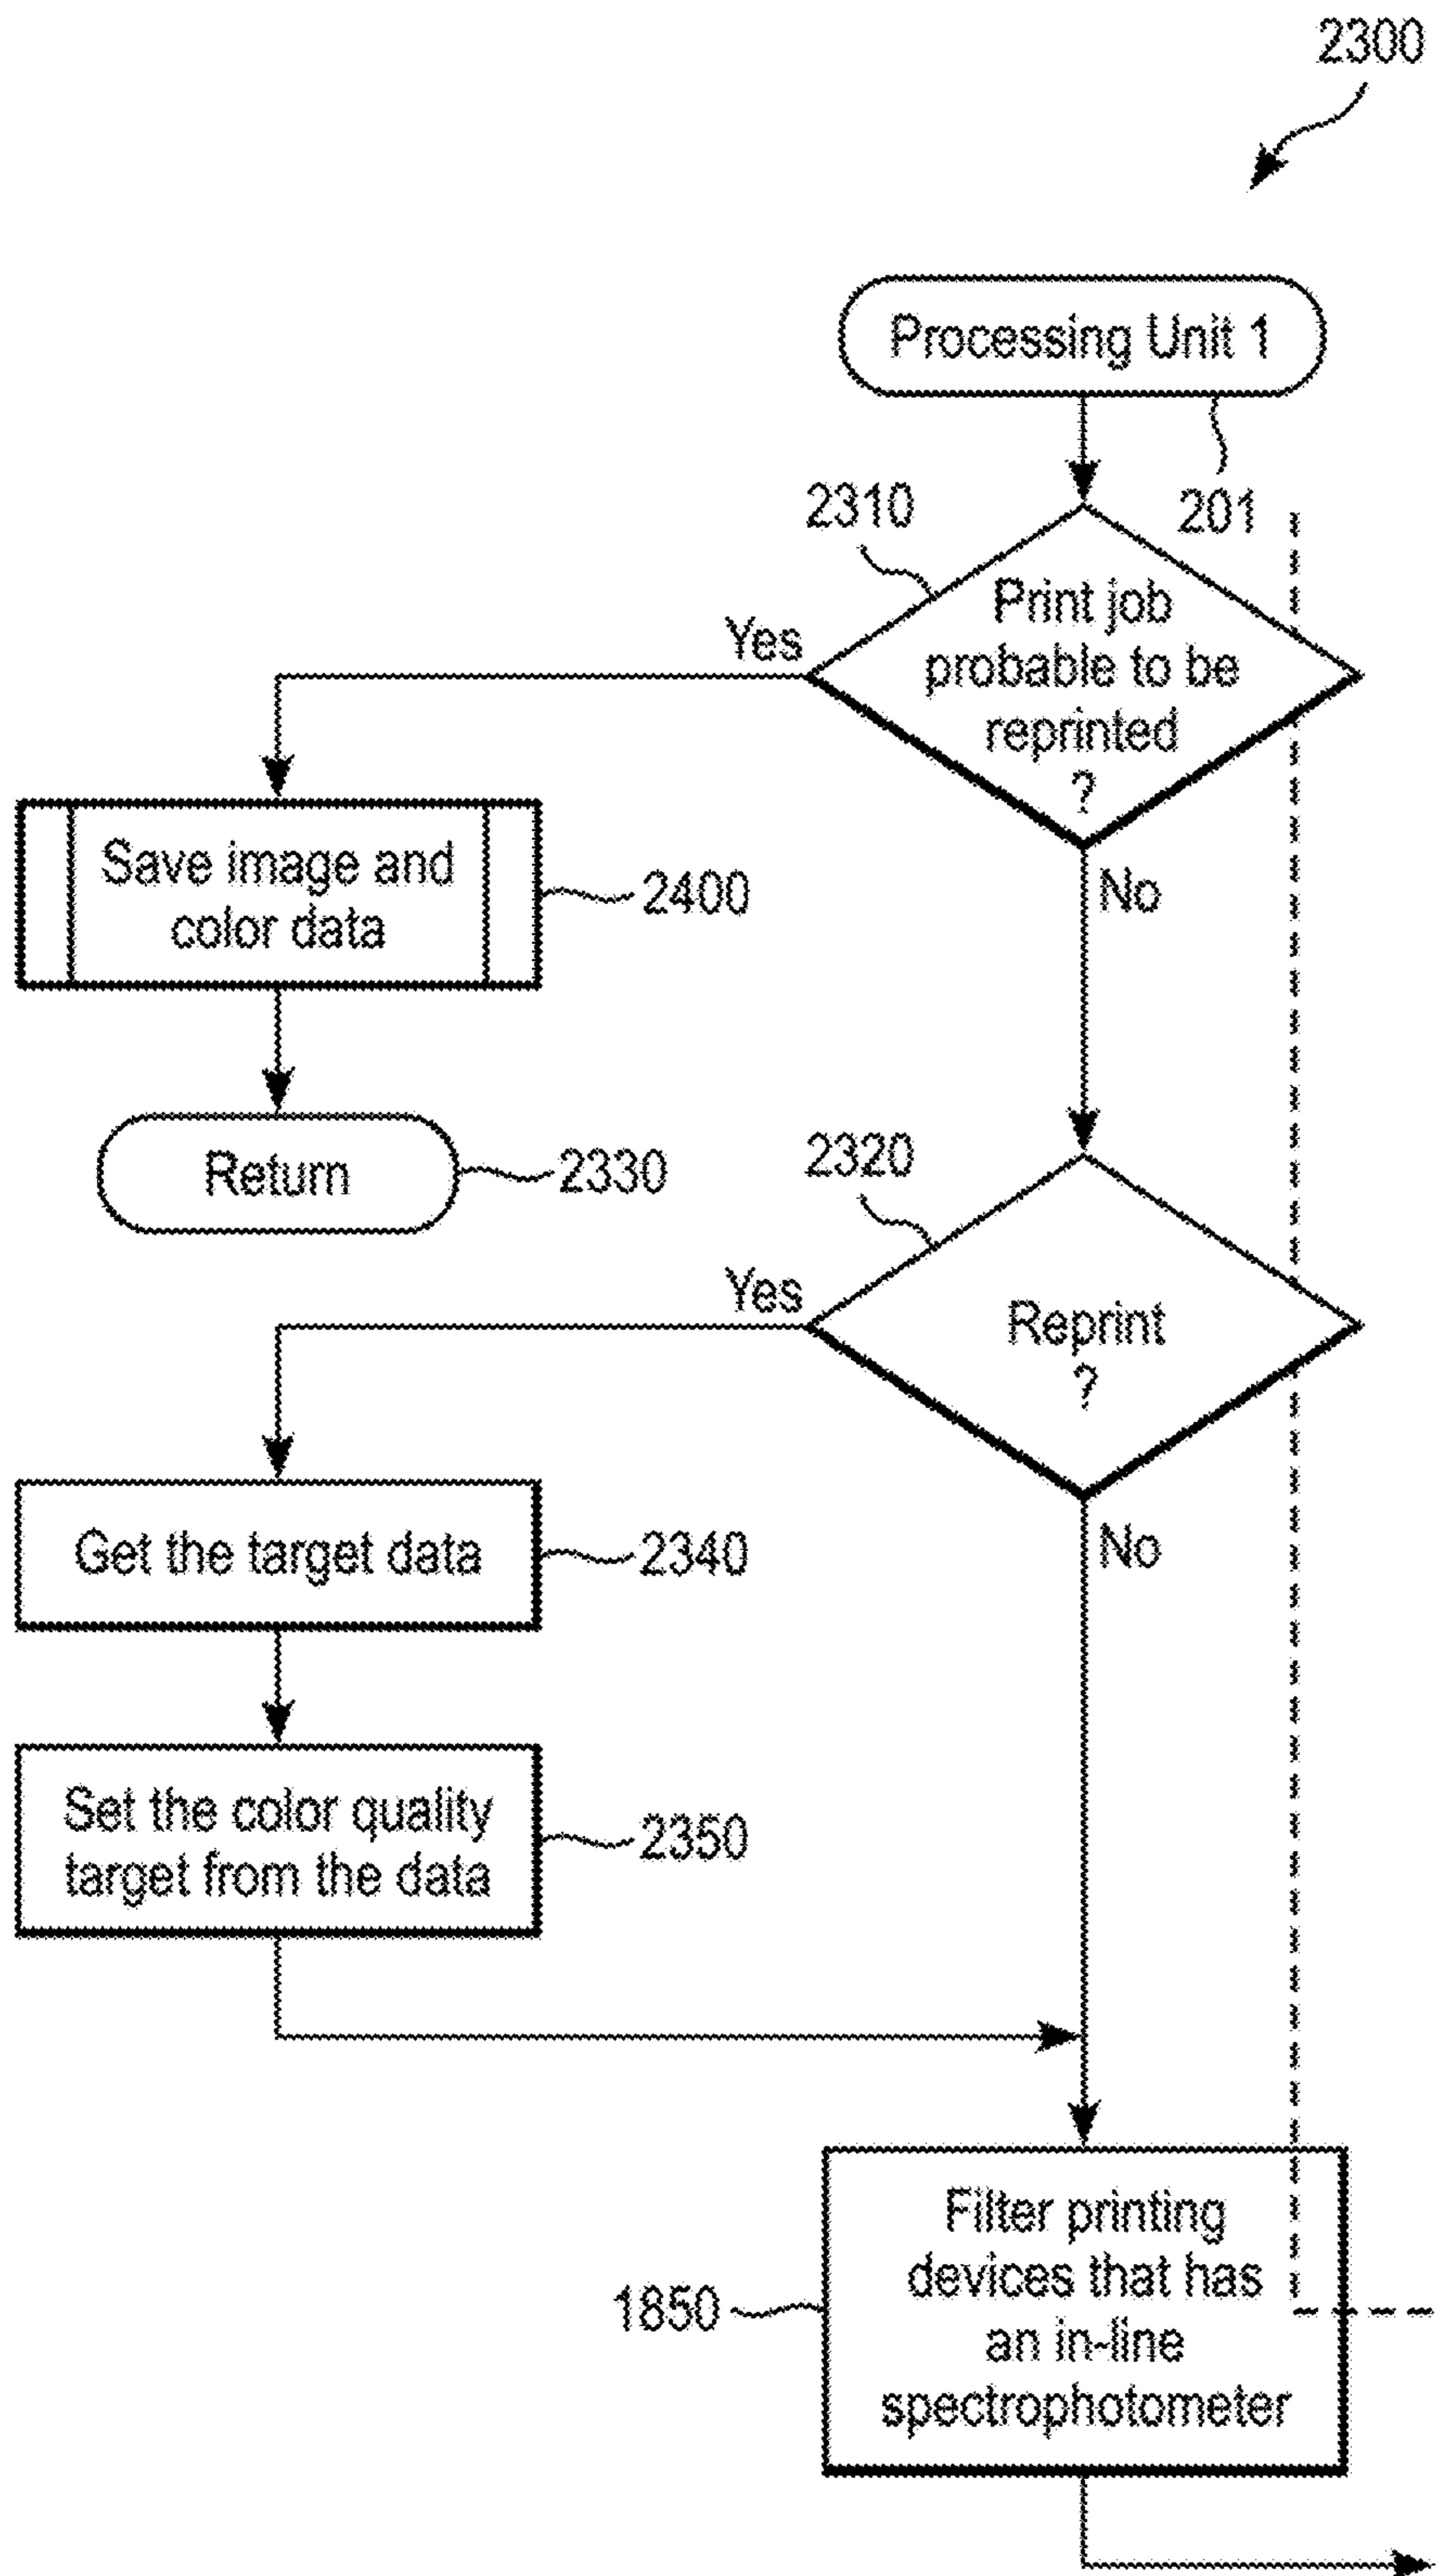 2300
Processing Unit 1
201
2310
Print job
probable to be
reprinted
?
Yes
No
Save image and
color data
2400
Return
2330
2320
Reprint
?
Yes
No
Get the target data
2340
Set the color quality
target from the data
2350
Filter printing
devices that has
an in-line
spectrophotometer
1850